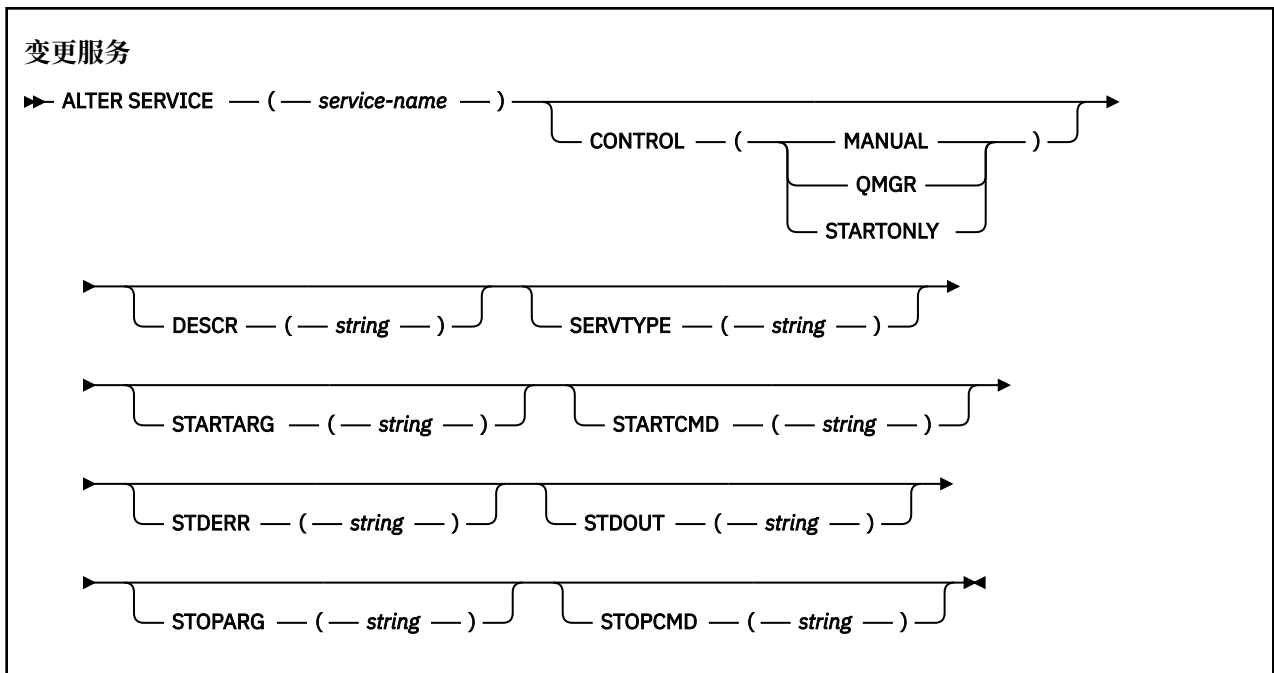 变更服务
ALTER SERVICE ( service-name )
CONTROL ( MANUAL )
QMGR
STARTONLY
DESCR ( string ) SERVTYPE ( string )
STARTARG ( string ) STARTCMD ( string )
STDERR ( string ) STDOUT ( string )
STOPARG ( string ) STOPCMD ( string )